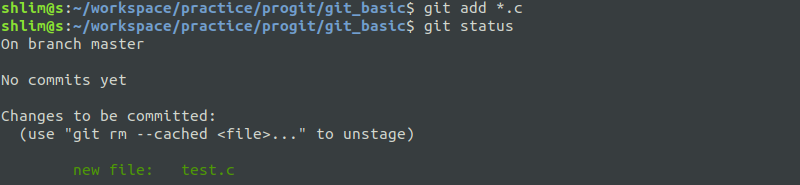 shlim@s:~/workspace/practice/progit/git_basic$ git add *.c
shlim@s:~/workspace/practice/progit/git_basic$ git status
On branch master
No commits yet
Changes to be committed:
(use "git rm --cached <file>..." to unstage)
new file: test.c